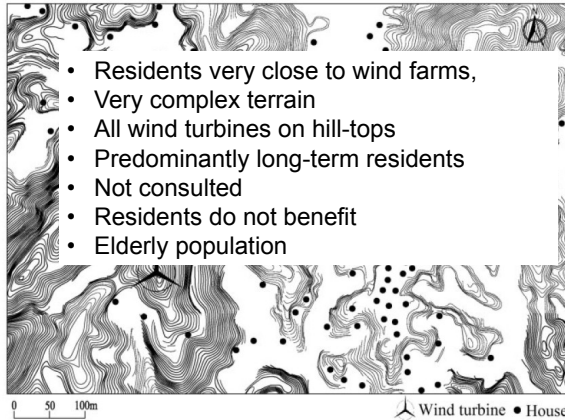 • Residents very close to wind farms,
• Very complex terrain
• All wind turbines on hill-tops
• Predominantly long-term residents
• Not consulted
• Residents do not benefit
• Elderly population
0 50 100m
Wind turbine • House